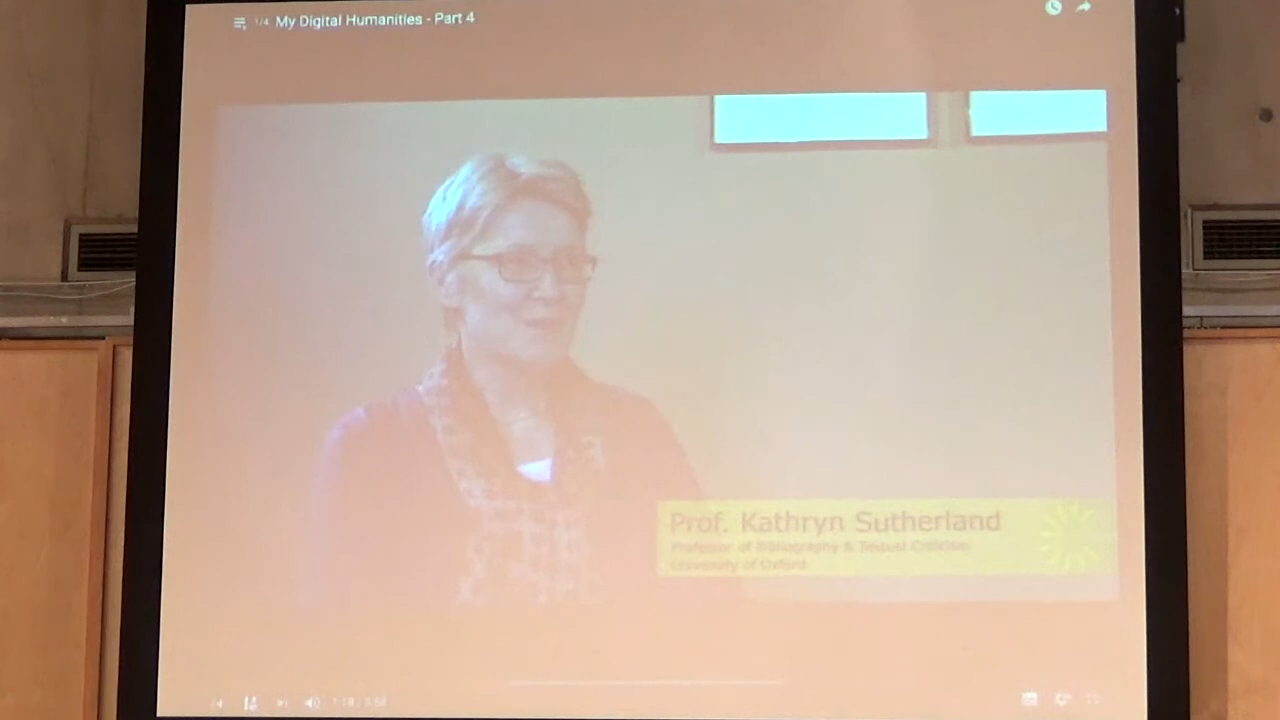 1/4 My Digital Humanities - Part 4
Prof. Kathryn Sutherland
Professor of Bibliography & Textual Criticism
University of Oxford